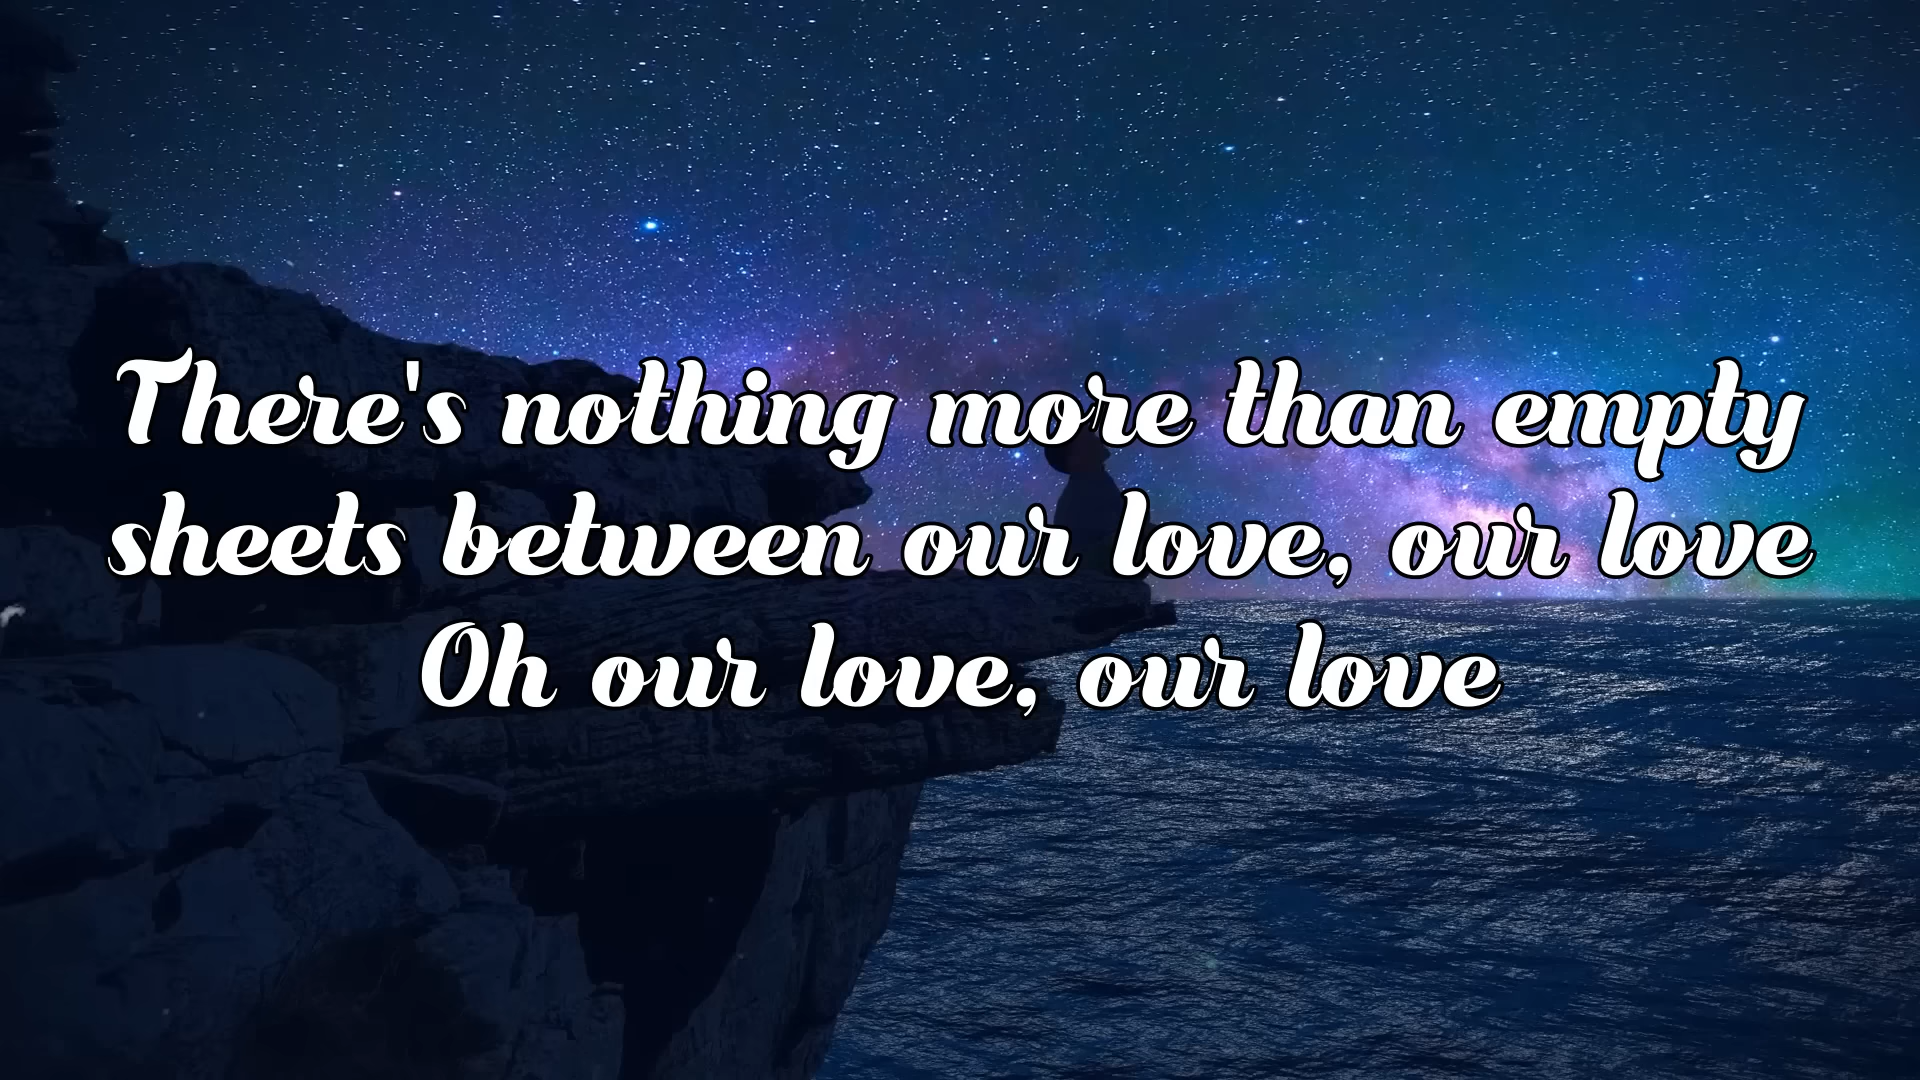 There's nothing more than empty
sheets between our love, our love
Oh our love, our love